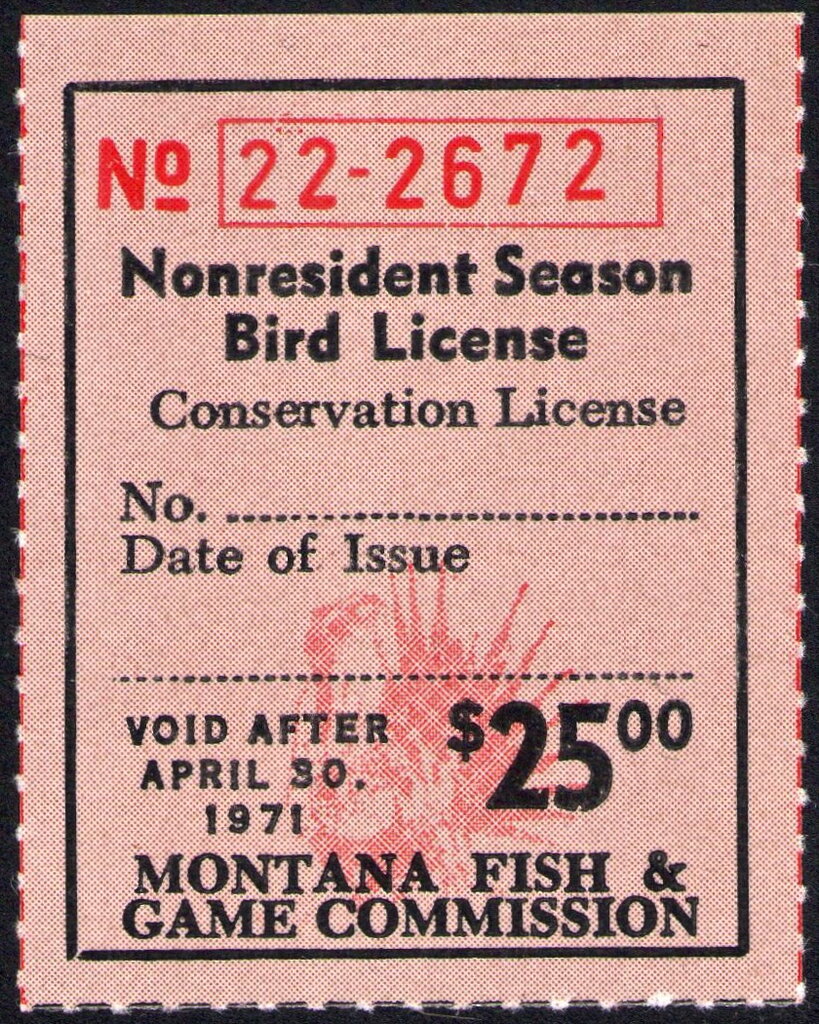 No 22-2672
Nonresident Season
Bird License
Conservation License
No. ................................
Date of Issue
................................
VOID AFTER
APRIL 30.
1971
$25 00
MONTANA FISH &
GAME COMMISSION